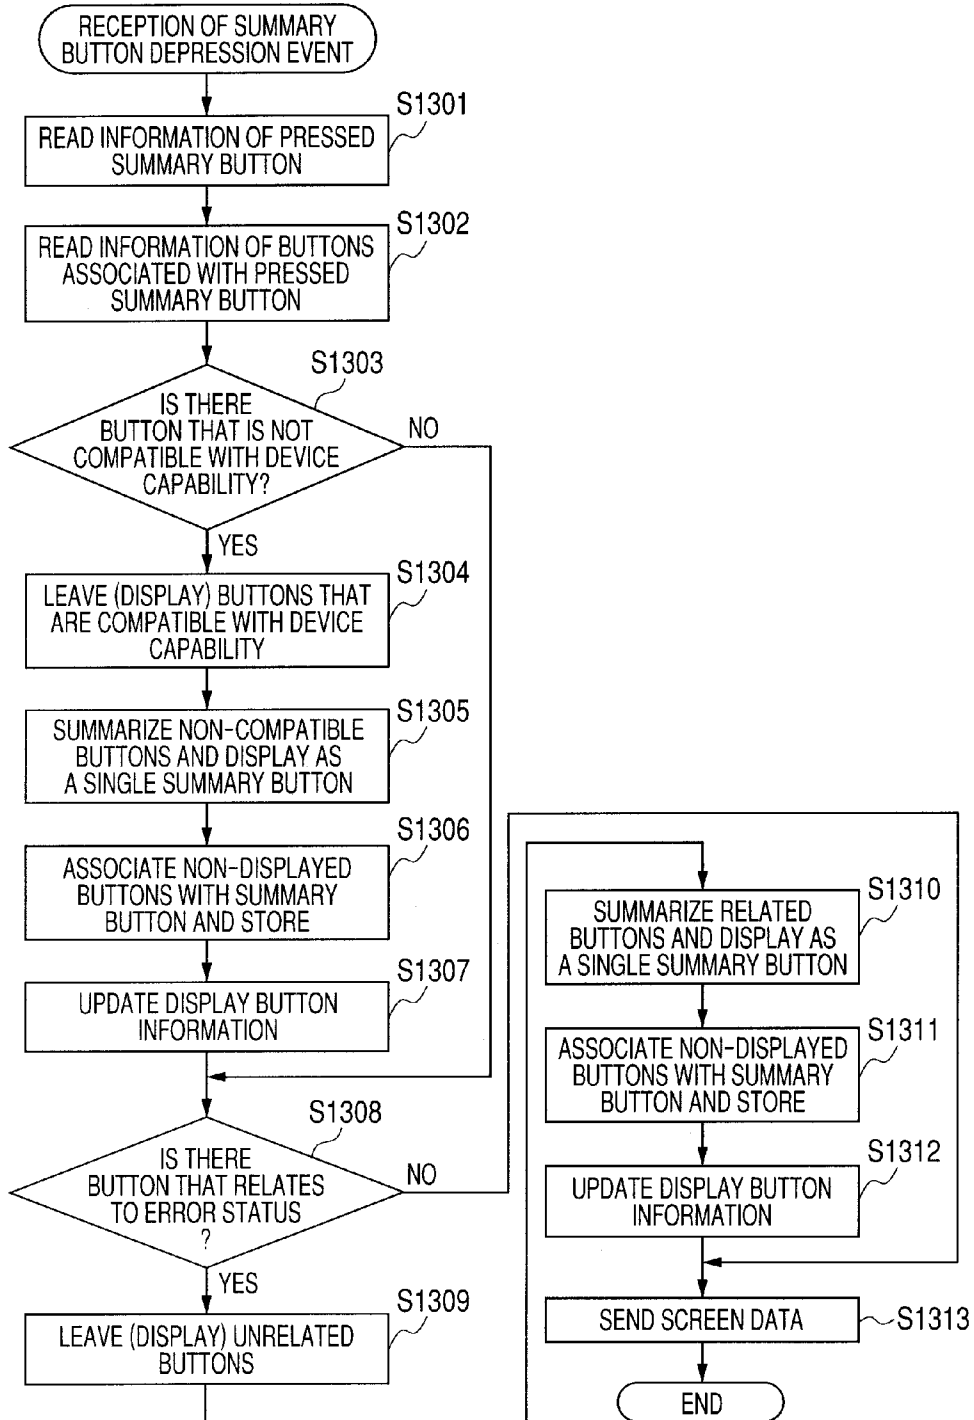 RECEPTION OF SUMMARY
BUTTON DEPRESSION EVENT
S1301
READ INFORMATION OF PRESSED
SUMMARY BUTTON
S1302
READ INFORMATION OF BUTTONS
ASSOCIATED WITH PRESSED
SUMMARY BUTTON
S1303
IS THERE
BUTTON THAT IS NOT
COMPATIBLE WITH DEVICE
CAPABILITY?
NO
YES
S1304
LEAVE (DISPLAY) BUTTONS THAT
ARE COMPATIBLE WITH DEVICE
CAPABILITY
S1305
SUMMARIZE NON-COMPATIBLE
BUTTONS AND DISPLAY AS
A SINGLE SUMMARY BUTTON
S1306
ASSOCIATE NON-DISPLAYED
BUTTONS WITH SUMMARY
BUTTON AND STORE
S1307
UPDATE DISPLAY BUTTON
INFORMATION
S1308
IS THERE
BUTTON THAT RELATES
TO ERROR STATUS
?
NO
YES
S1309
LEAVE (DISPLAY) UNRELATED
BUTTONS
S1310
SUMMARIZE RELATED
BUTTONS AND DISPLAY AS
A SINGLE SUMMARY BUTTON
S1311
ASSOCIATE NON-DISPLAYED
BUTTONS WITH SUMMARY
BUTTON AND STORE
S1312
UPDATE DISPLAY BUTTON
INFORMATION
SEND SCREEN DATA
S1313
END